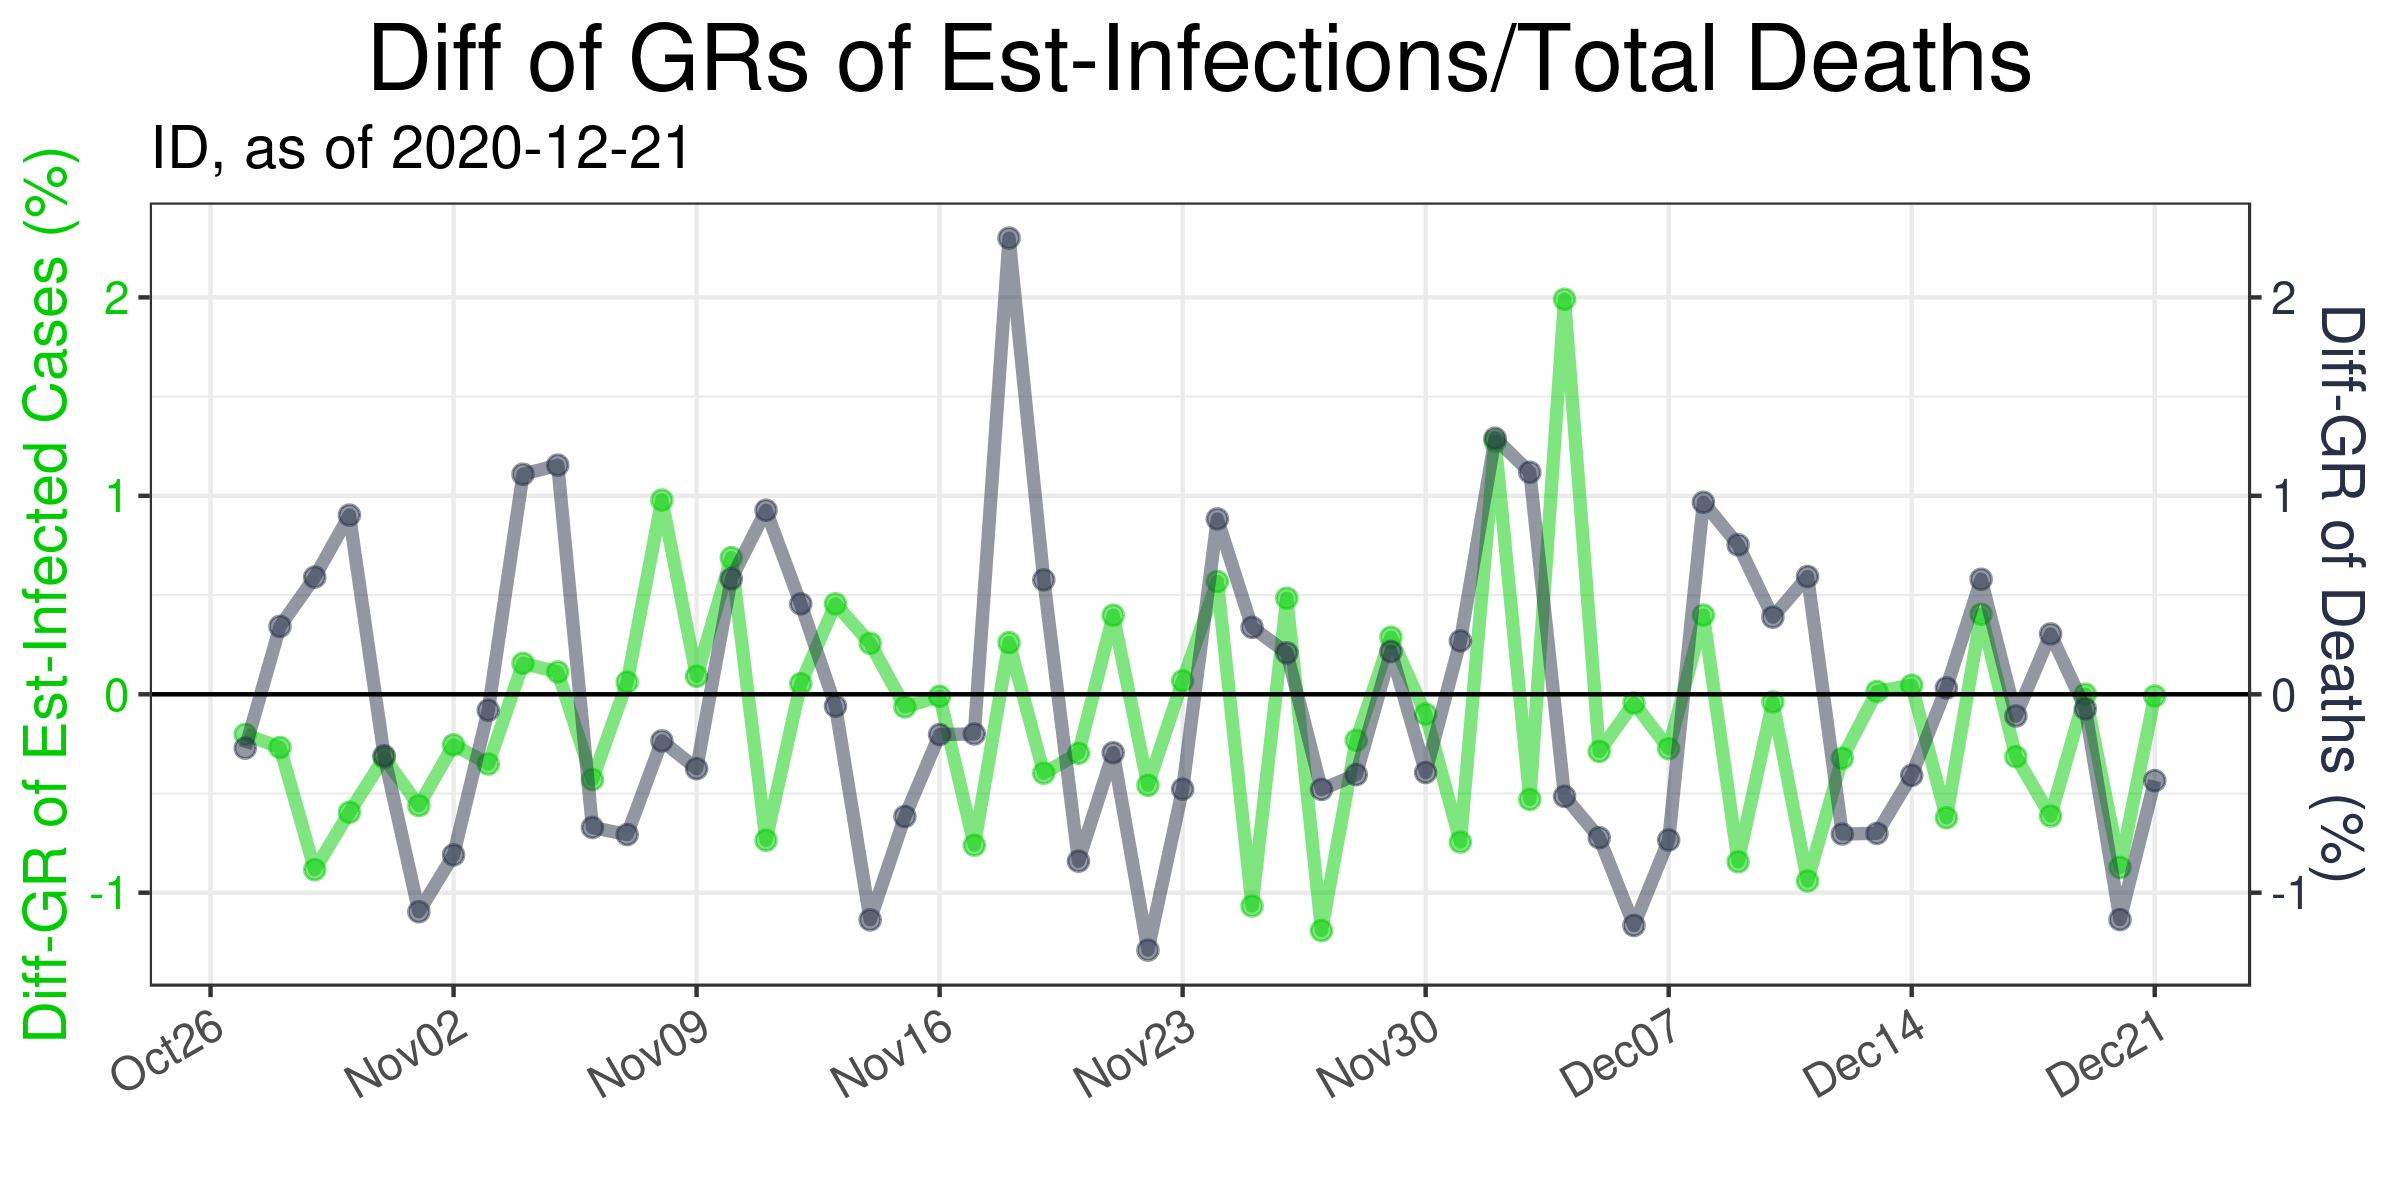 Diff of GRs of Est-Infections/Total Deaths
ID, as of 2020-12-21
Diff-GR of Est-Infected Cases (%)
2
1
0
-1
2
1
0
-1
Diff-GR of Deaths (%)
Oct26
Nov02
Nov09
Nov16
Nov23
Nov30
Dec07
Dec14
Dec21